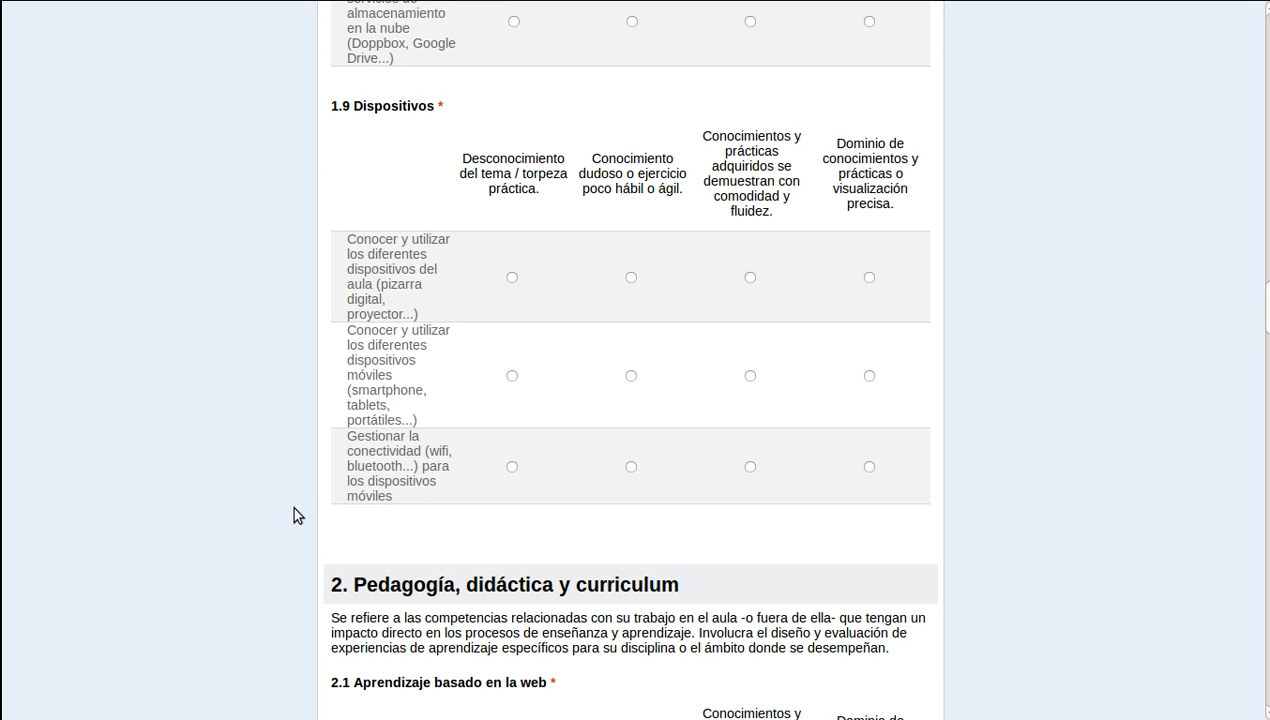 almacenamiento
en la nube
(Doppbox, Google
Drive...)
1.9 Dispositivos *
Desconocimiento
del tema / torpeza
práctica.
Conocimiento
dudoso o ejercicio
poco hábil o ágil.
Conocimientos y
prácticas
adquiridos se
demuestran con
comodidad y
fluidez.
Dominio de
conocimientos y
prácticas o
visualización
precisa.
Conocer y utilizar
los diferentes
dispositivos del
aula (pizarra
digital,
proyector...)
Conocer y utilizar
los diferentes
dispositivos
móviles
(smartphone,
tablets,
portátiles...)
Gestionar la
conectividad (wifi,
bluetooth...) para
los dispositivos
móviles
2. Pedagogía, didáctica y curriculum
Se refiere a las competencias relacionadas con su trabajo en el aula -o fuera de ella- que tengan un
impacto directo en los procesos de enseñanza y aprendizaje. Involucra el diseño y evaluación de
experiencias de aprendizaje específicos para su disciplina o el ámbito donde se desempeñan.
2.1 Aprendizaje basado en la web *
Conocimientos y
Dominio de